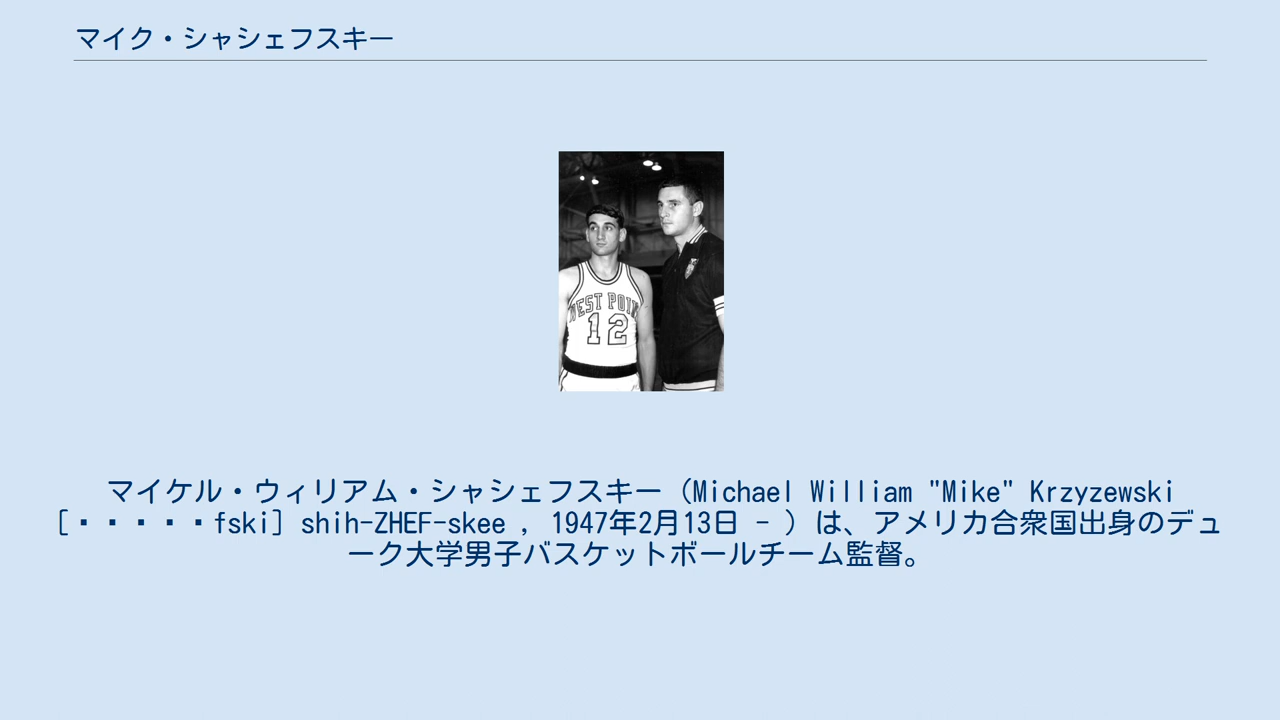 マイク・シャシェフスキー
WEST POINT
12
マイケル・ウィリアム・シャシェフスキー（Michael William "Mike" Krzyzewski
[・・・・・fski] shih-ZHEF-skee , 1947年2月13日 - ）は、アメリカ合衆国出身のデュ
ーク大学男子バスケットボールチーム監督。